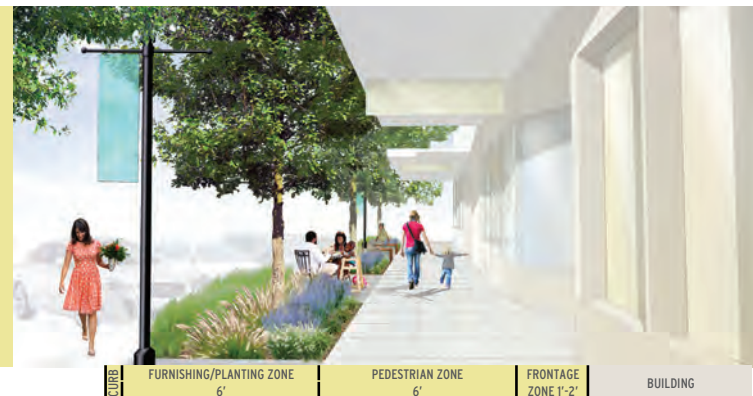 CURB
FURNISHING/PLANTING ZONE
6'
PEDESTRIAN ZONE
6'
FRONTAGE
ZONE 1'-2'
BUILDING